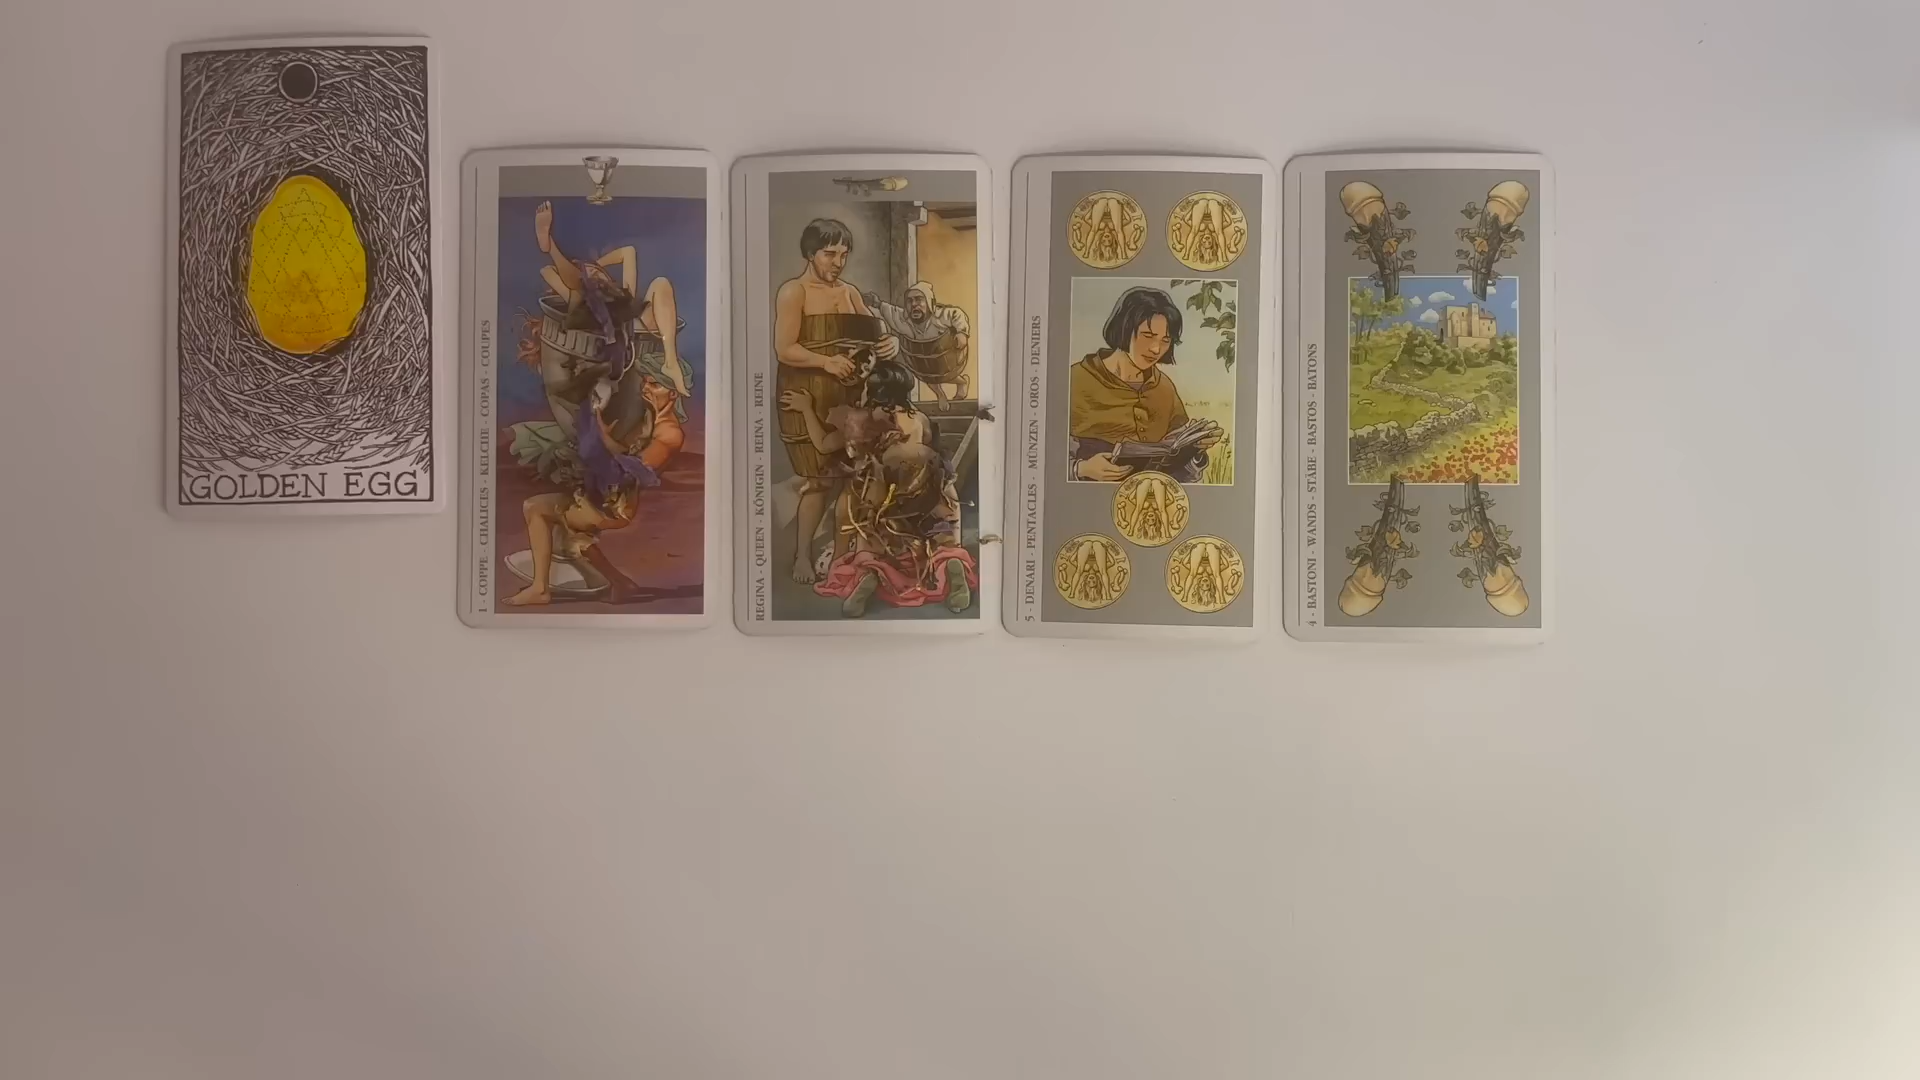 GOLDEN EGG
1 - COPPE - CHALICES - KELCHE - COPAS - COUPES
REGINA - QUEEN - KÖNIGIN - REINA - REINE
5 - DENARI - PENTACLES - MÜNZEN - OROS - DENIERS
4 - BASTONI - WANDS - STÄBE - BASTOS - BATONS